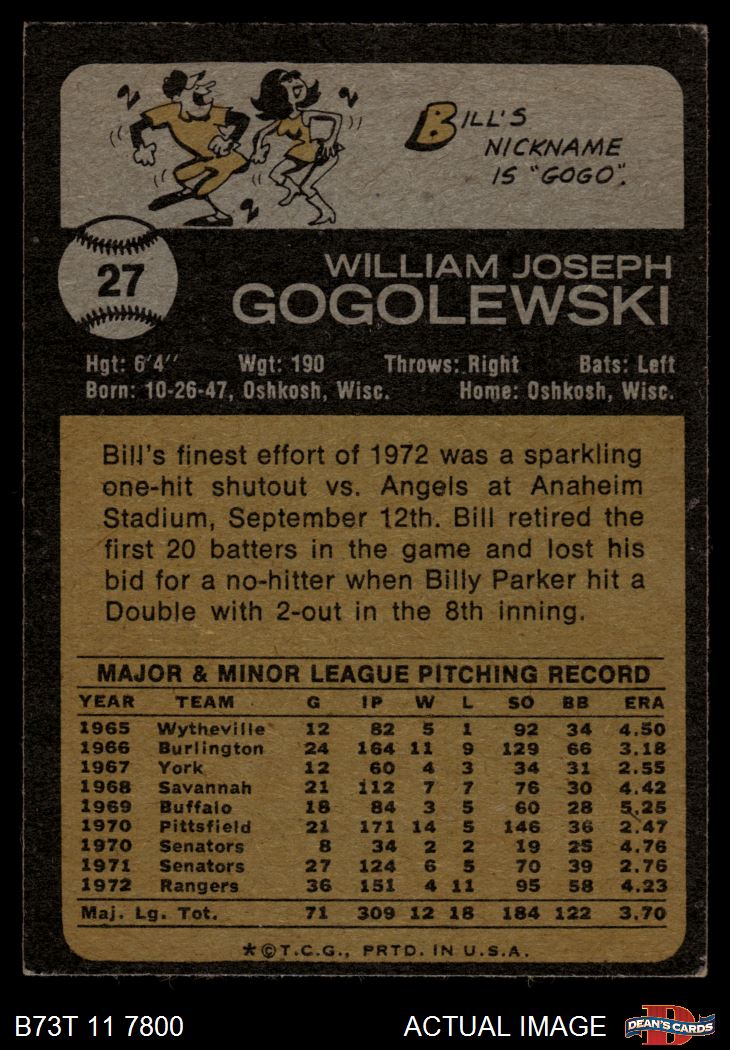 2 2
2
BILL'S
NICKNAME
IS "GOGO".
27
WILLIAM JOSEPH
GOGOLEWSKI
Hgt: 6'4'' Wgt: 190 Throws: Right Bats: Left
Born: 10-26-47, Oshkosh, Wisc. Home: Oshkosh, Wisc.
Bill's finest effort of 1972 was a sparkling
one-hit shutout vs. Angels at Anaheim
Stadium, September 12th. Bill retired the
first 20 batters in the game and lost his
bid for a no-hitter when Billy Parker hit a
Double with 2-out in the 8th inning.
MAJOR & MINOR LEAGUE PITCHING RECORD
YEAR TEAM G IP W L SO BB ERA
1965 Wytheville 12 82 5 1 92 34 4.50
1966 Burlington 24 164 11 9 129 66 3.18
1967 York 12 60 4 3 34 31 2.55
1968 Savannah 21 112 7 7 76 30 4.42
1969 Buffalo 18 84 3 5 60 28 5.25
1970 Pittsfield 21 171 14 5 146 36 2.47
1970 Senators 8 34 2 2 19 25 4.76
1971 Senators 27 124 6 5 70 39 2.76
1972 Rangers 36 151 4 11 95 58 4.23
Maj. Lg. Tot. 71 309 12 18 184 122 3.70
*©T.C.G., PRTD. IN U.S.A.
B73T 11 7800 ACTUAL IMAGE D DEAN'S CARDS